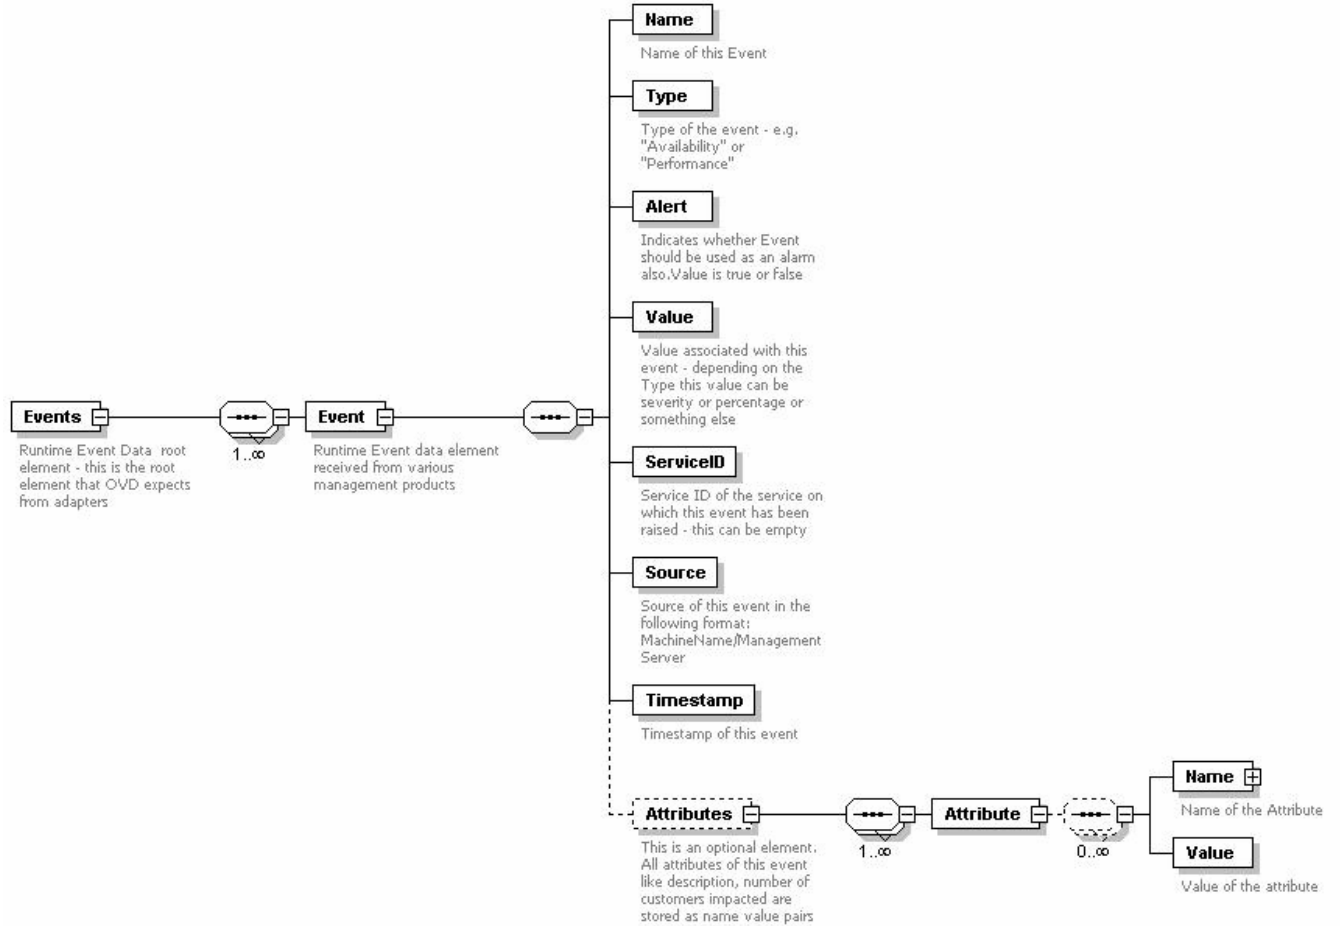 Name
Name of this Event
Type
Type of the event - e.g.
"Availability" or
"Performance"
Alert
Indicates whether Event
should be used as an alarm
also.Value is true or false
Value
Value associated with this
event - depending on the
Type this value can be
severity or percentage or
something else
Events
Runtime Event Data root
element - this is the root
element that OVD expects
from adapters
1..∞
Event
Runtime Event data element
received from various
management products
ServiceID
Service ID of the service on
which this event has been
raised - this can be empty
Source
Source of this event in the
following format:
MachineName/Management
Server
Timestamp
Timestamp of this event
Attributes
This is an optional element.
All attributes of this event
like description, number of
customers impacted are
stored as name value pairs
1..∞
Attribute
0..∞
Name
Name of the Attribute
Value
Value of the attribute